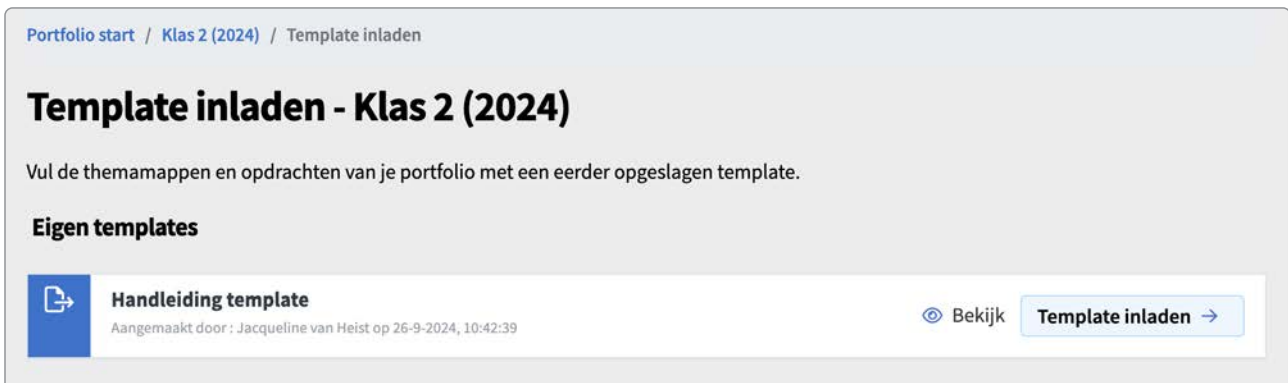 Portfolio start / Klas 2 (2024) / Template inladen
Template inladen - Klas 2 (2024)
Vul de themamappen en opdrachten van je portfolio met een eerder opgeslagen template.
Eigen templates
Handleiding template
Aangemaakt door : Jacqueline van Heist op 26-9-2024, 10:42:39
Bekijk
Template inladen →